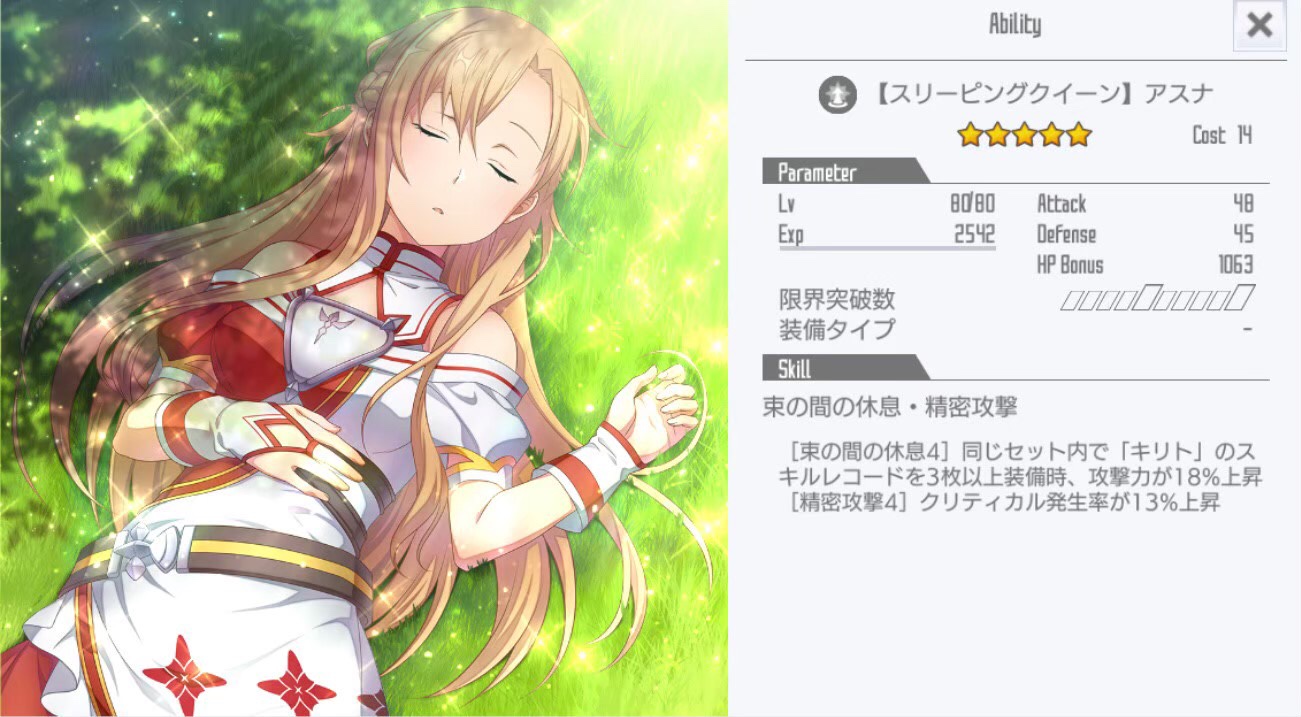 Ability
【スリーピングクイーン】アスナ
Cost 14
Parameter
Lv 80/80 Attack 48
Exp 2542 Defense 45
HP Bonus 1063
限界突破数
装備タイプ -
Skill
束の間の休息・精密攻撃
［束の間の休息4］同じセット内で「キリト」のス
キルレコードを3枚以上装備時、攻撃力が18%上昇
［精密攻撃4］クリティカル発生率が13%上昇